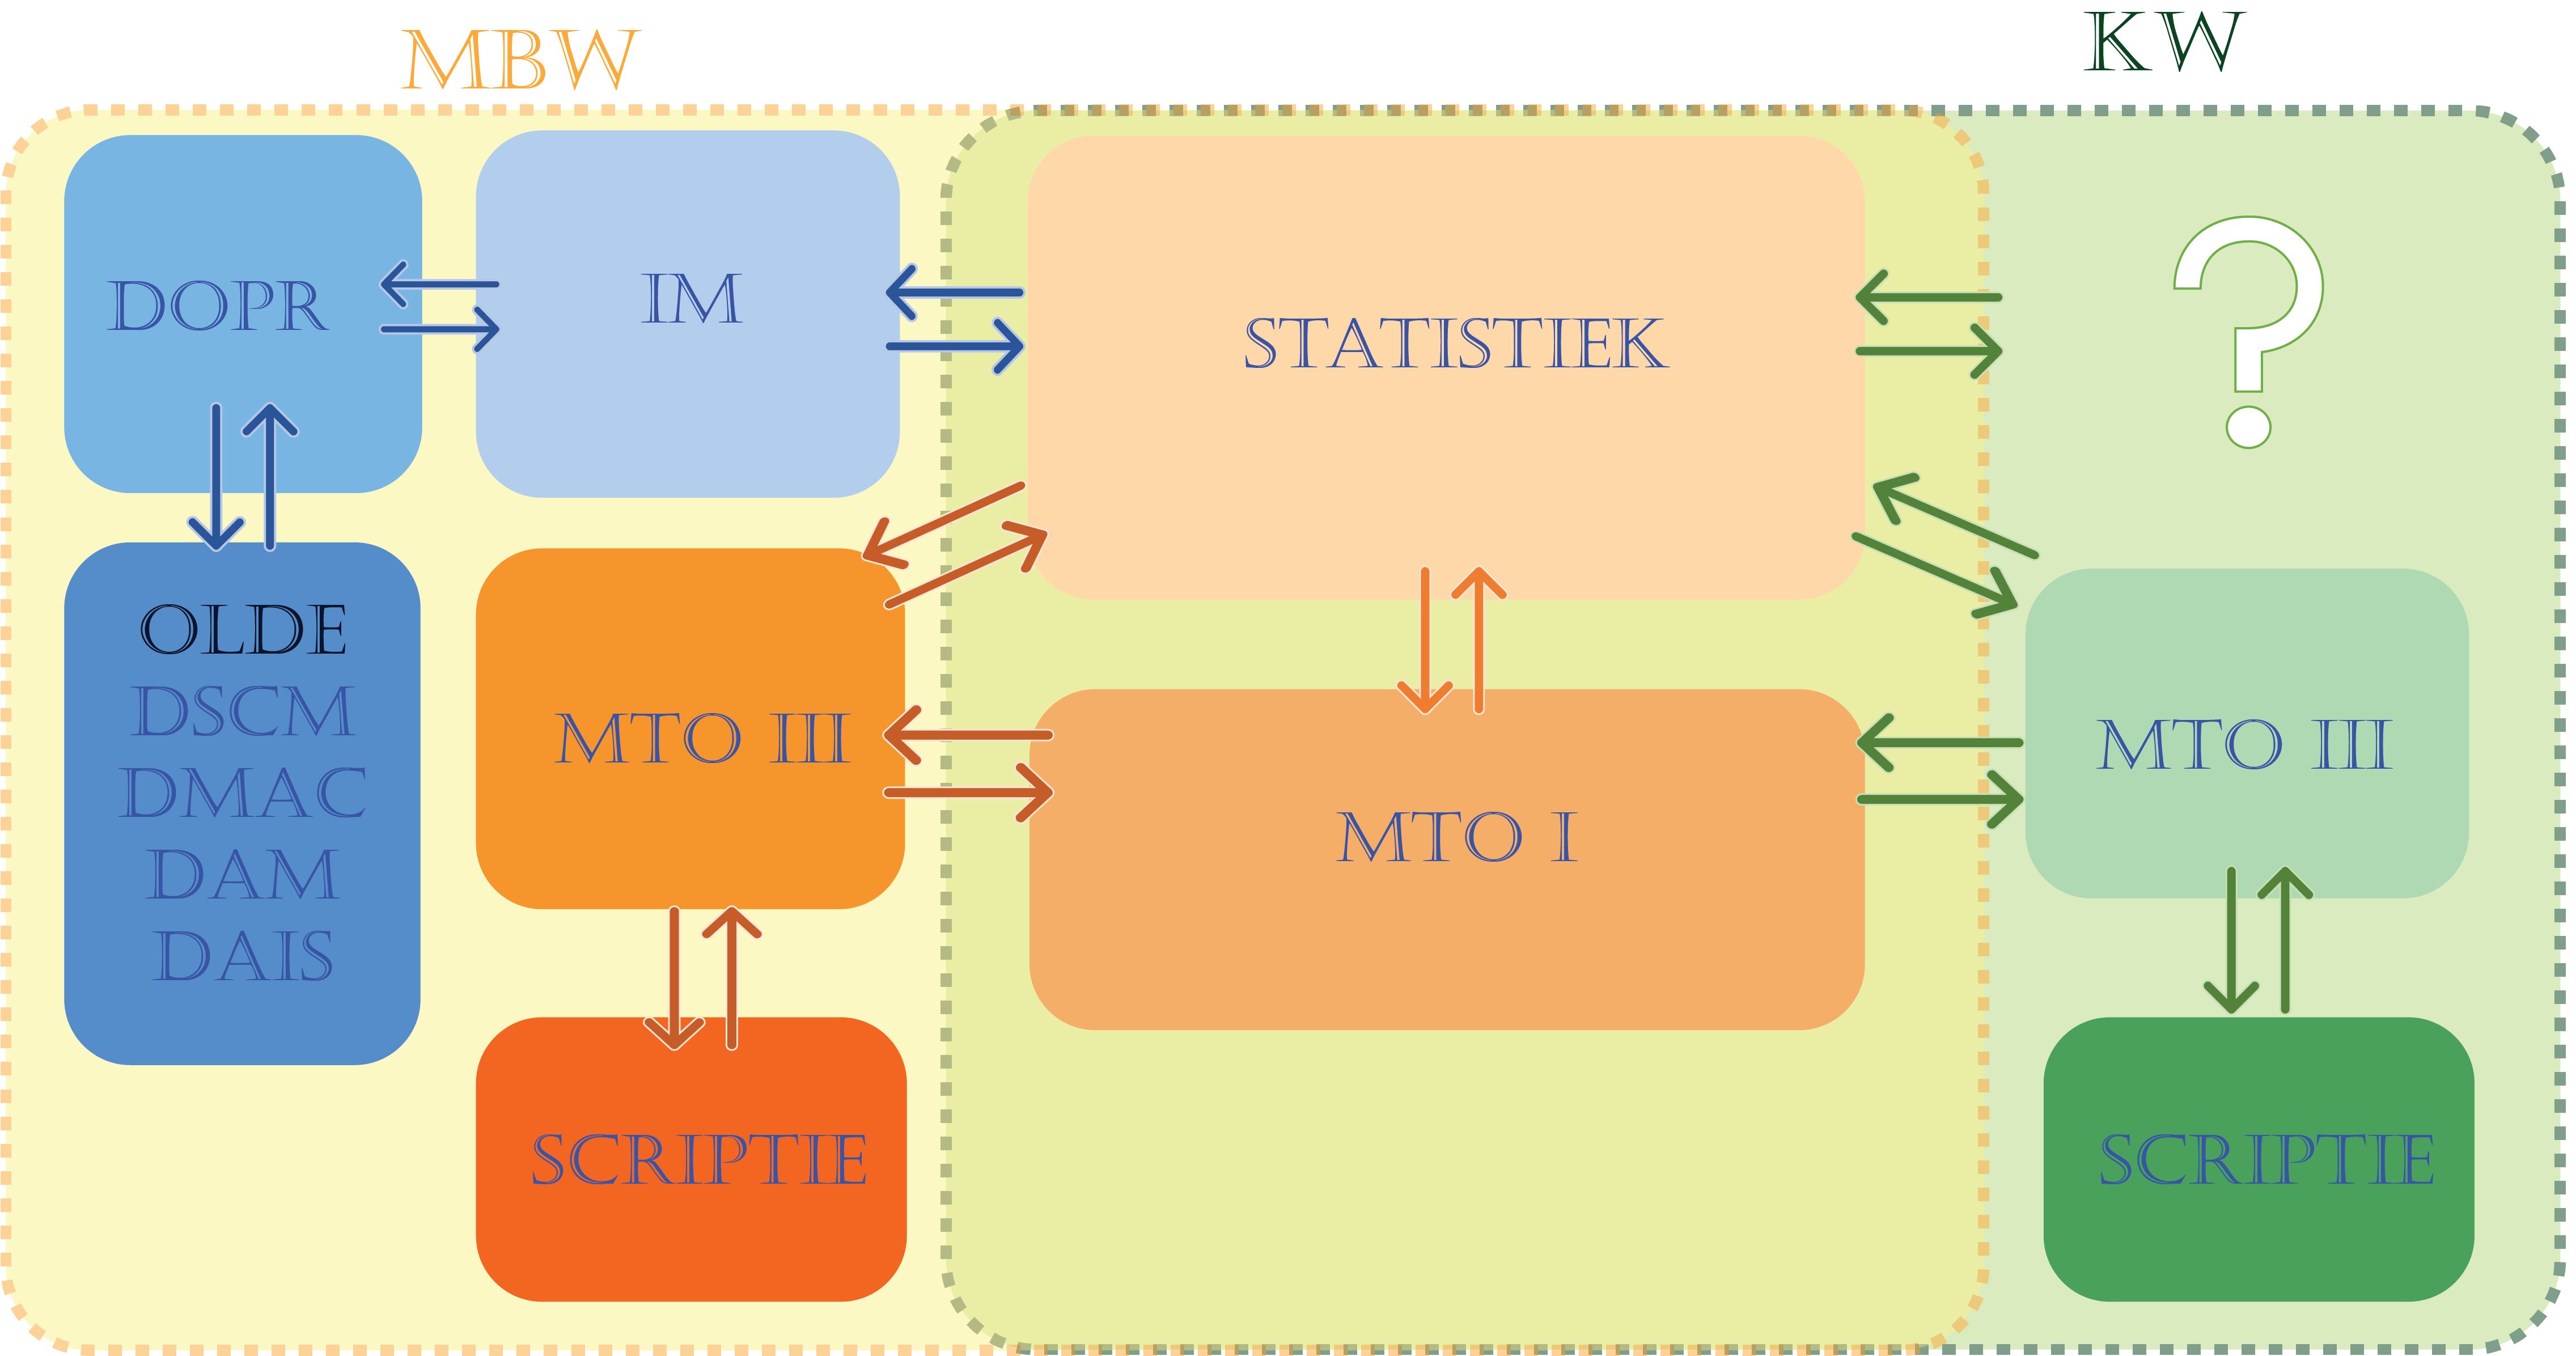 MBW
KW
DOPR
IM
STATISTIEK
?
OLDE
DSCM
DMAC
DAM
DAIS
MTO III
MTO I
MTO III
SCRIPTIE
SCRIPTIE